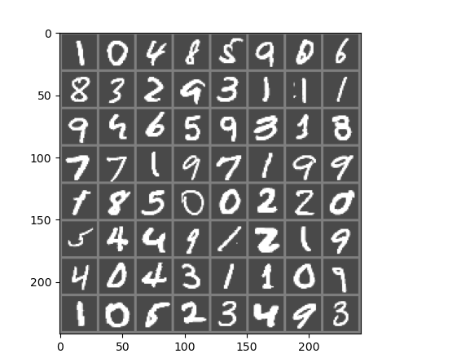 0
1 0 4 8 5 9 0 6
50
8 3 2 9 3 1 1 1
9 4 6 5 9 3 1 8
100
7 7 1 9 7 1 9 9
7 8 5 0 0 2 2 0
150
5 4 4 9 1 2 1 9
200
4 0 4 3 1 1 0 9
1 0 5 2 3 4 9 3
0 50 100 150 200